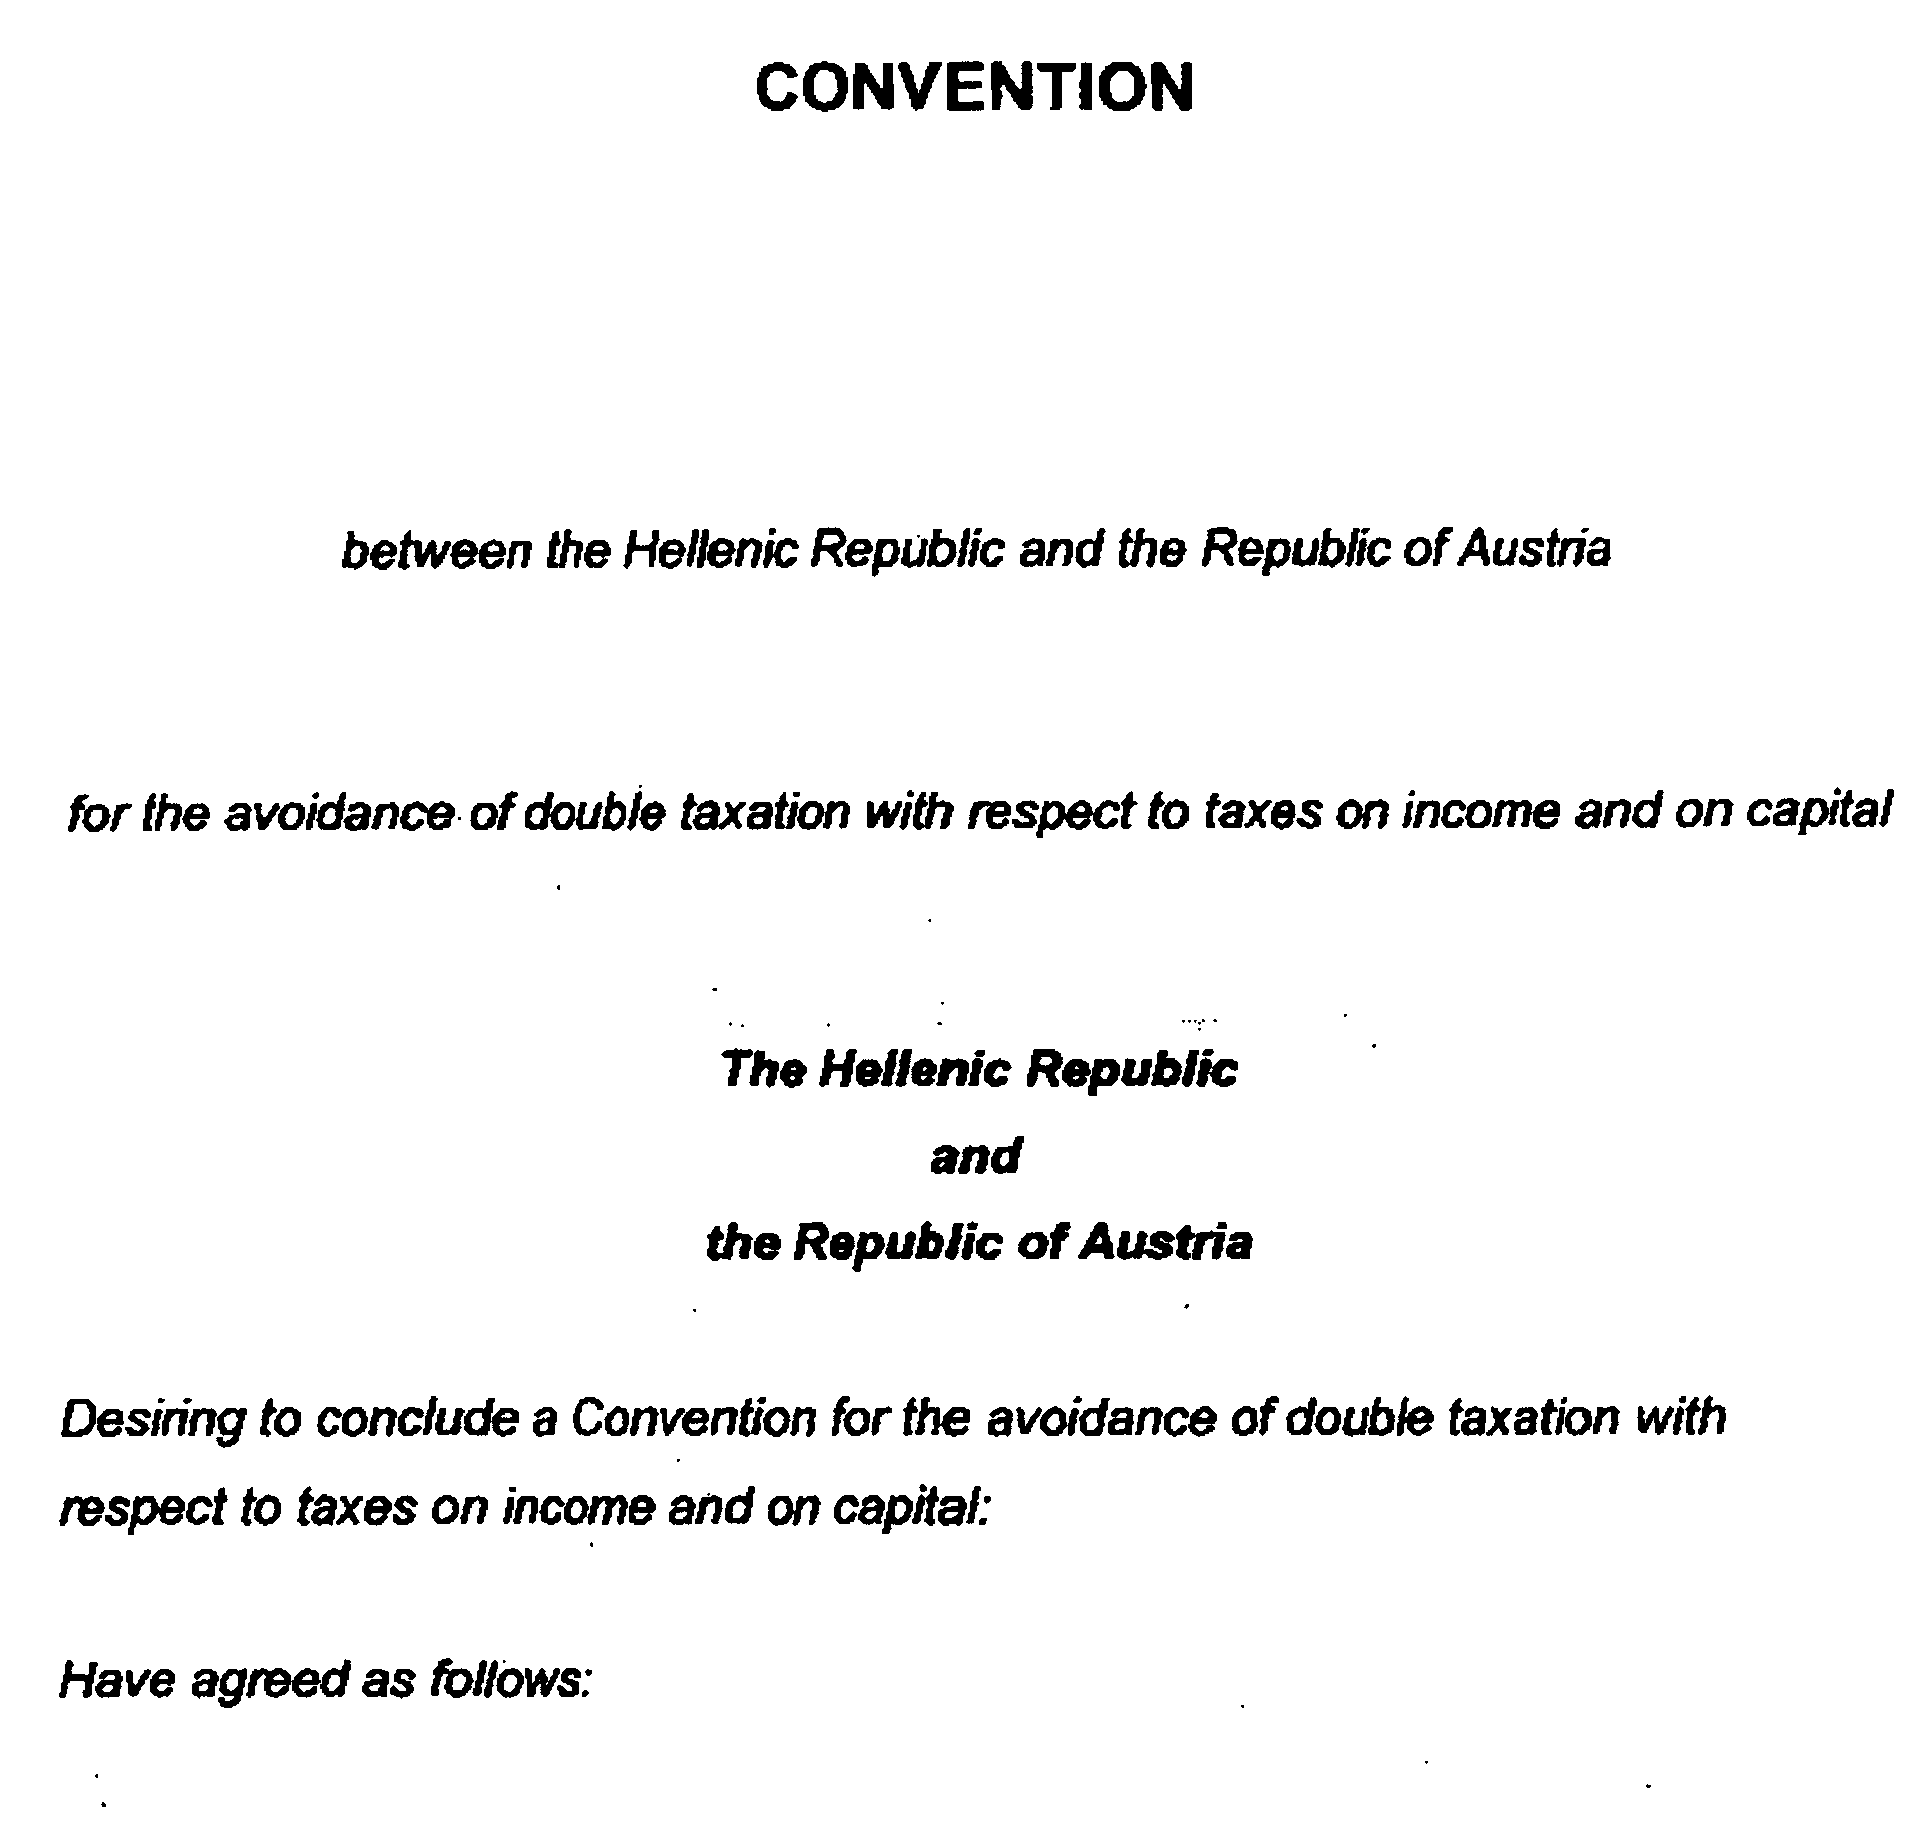 CONVENTION
between the Hellenic Republic and the Republic of Austria
for the avoidance of double taxation with respect to taxes on income and on capital
The Hellenic Republic
and
the Republic of Austria
Desiring to conclude a Convention for the avoidance of double taxation with
respect to taxes on income and on capital:
Have agreed as follows: